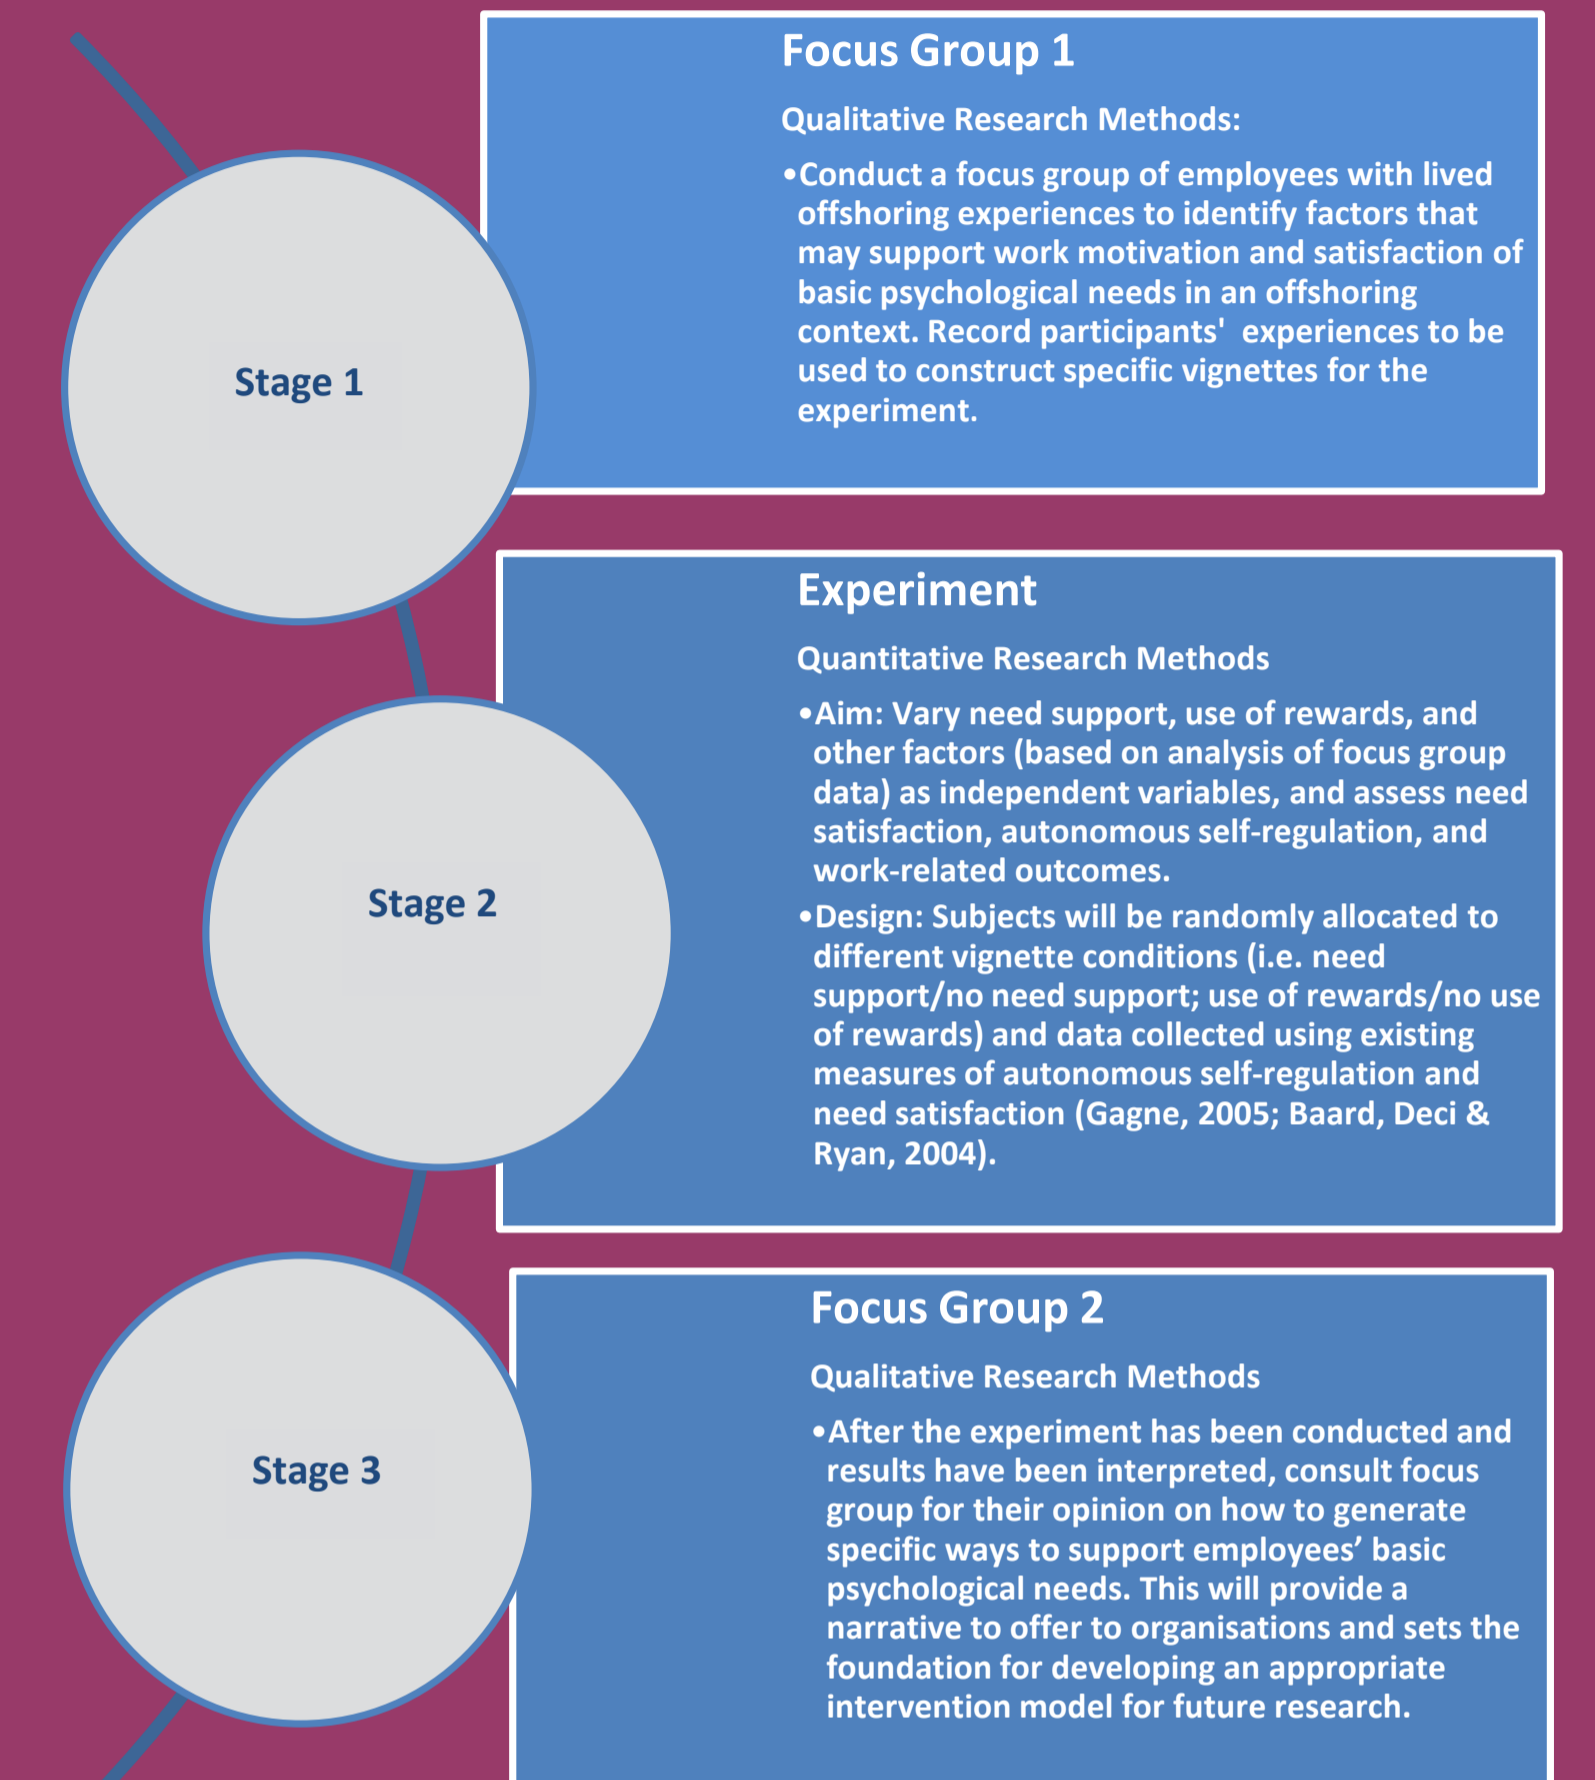 Stage 1
Focus Group 1
Qualitative Research Methods:
•Conduct a focus group of employees with lived
offshoring experiences to identify factors that
may support work motivation and satisfaction of
basic psychological needs in an offshoring
context. Record participants'  experiences to be
used to construct specific vignettes for the
experiment.
Stage 2
Experiment
Quantitative Research Methods
•Aim: Vary need support, use of rewards, and
other factors (based on analysis of focus group
data) as independent variables, and assess need
satisfaction, autonomous self-regulation, and
work-related outcomes.
•Design: Subjects will be randomly allocated to
different vignette conditions (i.e. need
support/no need support; use of rewards/no use
of rewards) and data collected using existing
measures of autonomous self-regulation and
need satisfaction (Gagne, 2005; Baard, Deci &
Ryan, 2004).
Stage 3
Focus Group 2
Qualitative Research Methods
•After the experiment has been conducted and
results have been interpreted, consult focus
group for their opinion on how to generate
specific ways to support employees’ basic
psychological needs. This will provide a
narrative to offer to organisations and sets the
foundation for developing an appropriate
intervention model for future research.